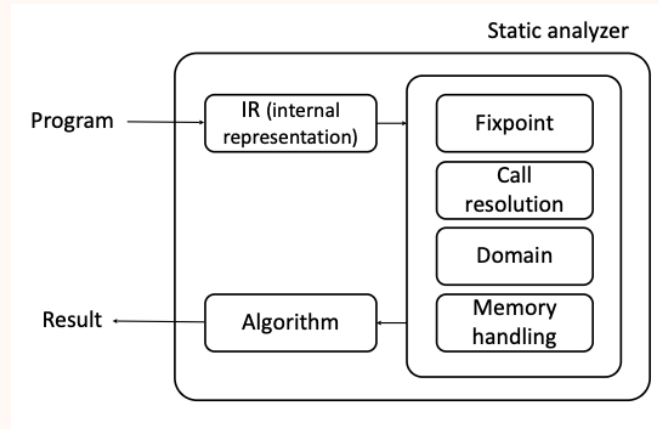 Static analyzer
Program
IR (internal
representation)
Fixpoint
Call
resolution
Domain
Memory
handling
Algorithm
Result